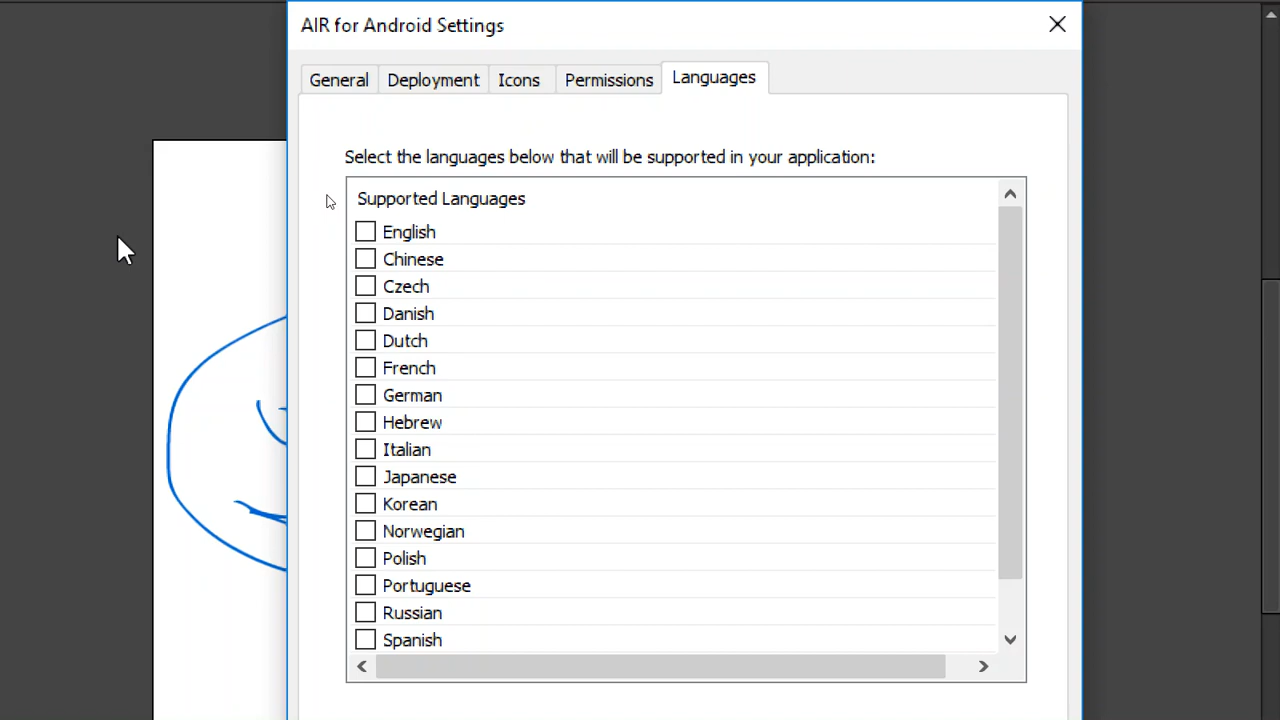 AIR for Android Settings
General Deployment Icons Permissions Languages
Select the languages below that will be supported in your application:
Supported Languages
English
Chinese
Czech
Danish
Dutch
French
German
Hebrew
Italian
Japanese
Korean
Norwegian
Polish
Portuguese
Russian
Spanish